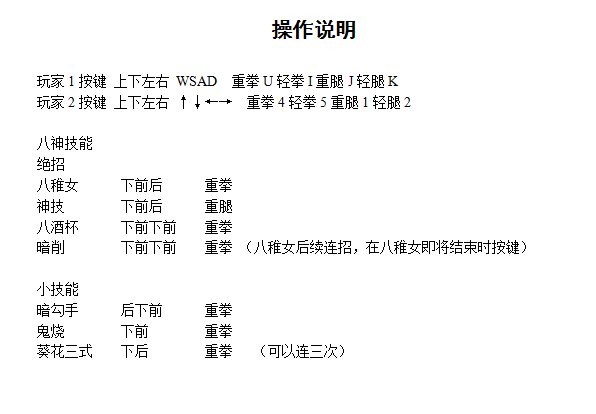 操作说明
玩家 1 按键 上下左右 WSAD 重拳 U 轻拳 I 重腿 J 轻腿 K
玩家 2 按键 上下左右 ↑↓←→ 重拳 4 轻拳 5 重腿 1 轻腿 2
八神技能
绝招
八稚女 下前后 重拳
神技 下前后 重腿
八酒杯 下前下前 重拳
暗削 下前下前 重拳 （八稚女后续连招，在八稚女即将结束时按键）
小技能
暗勾手 后下前 重拳
鬼烧 下前 重拳
葵花三式 下后 重拳 （可以连三次）